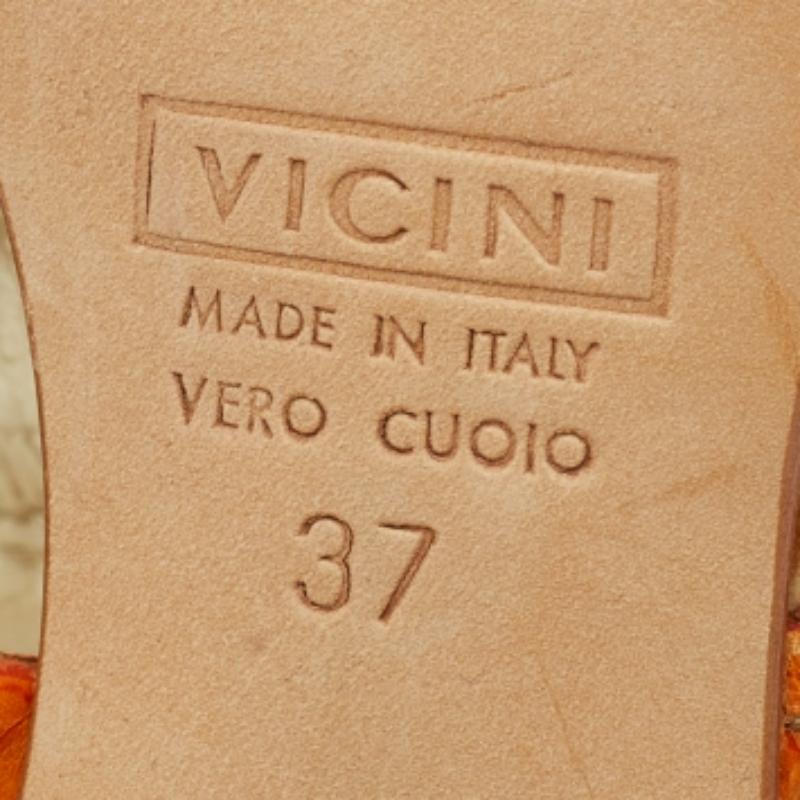 VICINI
MADE IN ITALY
VERO CUOIO
37